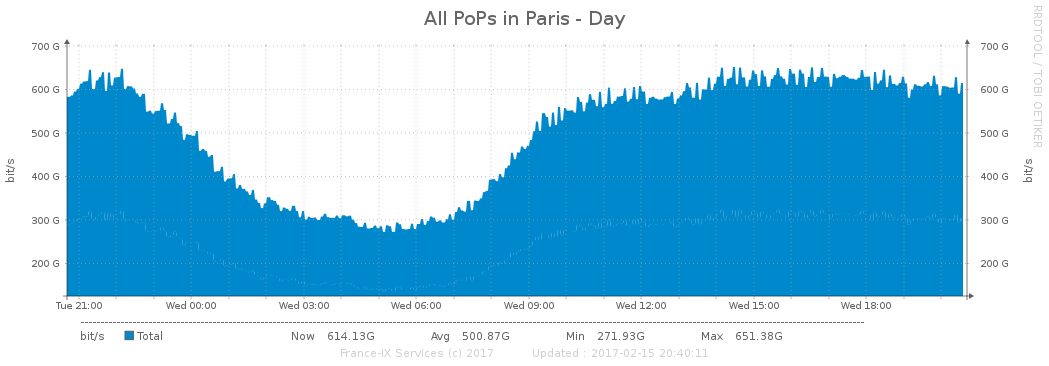 All PoPs in Paris - Day
RRDTOOL / TOBI OETIKER
700 G 700 G
600 G 600 G
500 G 500 G
400 G 400 G
300 G 300 G
200 G 200 G
bit/s bit/s
Tue 21:00 Wed 00:00 Wed 03:00 Wed 06:00 Wed 09:00 Wed 12:00 Wed 15:00 Wed 18:00
bit/s Total Now 614.13G Avg 500.87G Min 271.93G Max 651.38G
France-IX Services (c) 2017 Updated : 2017-02-15 20:40:11